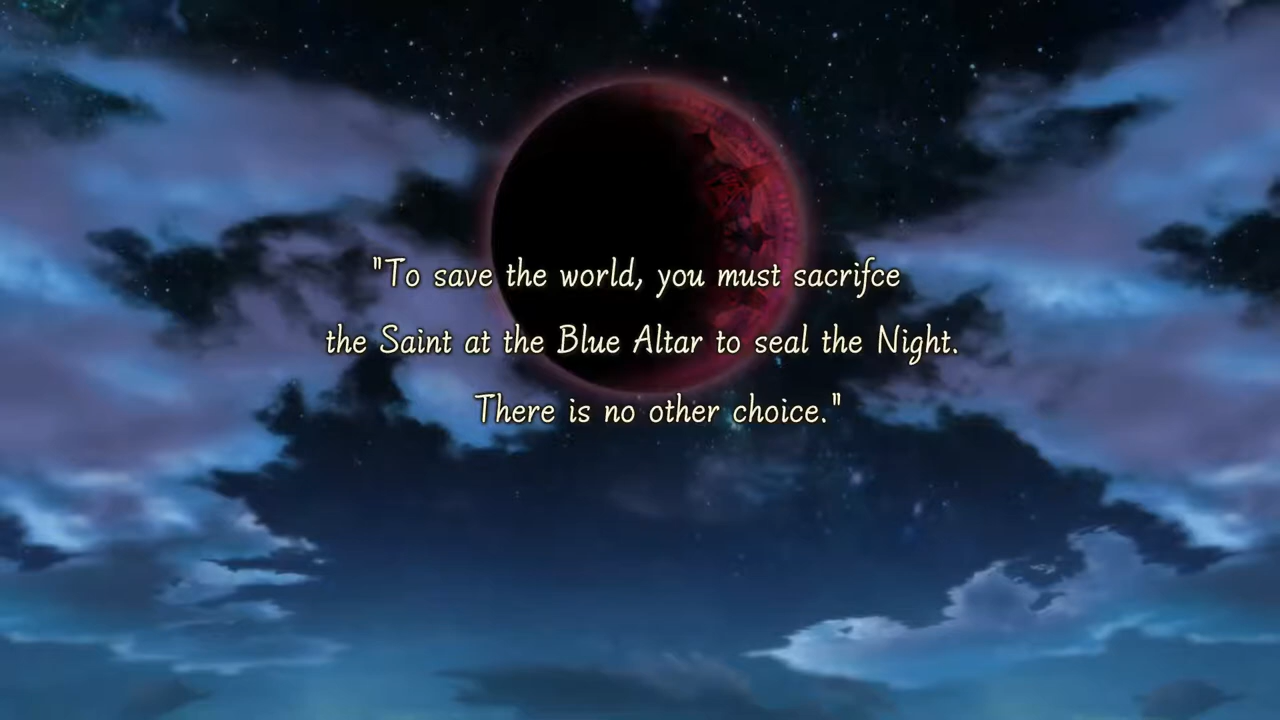 "To save the world, you must sacrifce
the Saint at the Blue Altar to seal the Night.
There is no other choice."